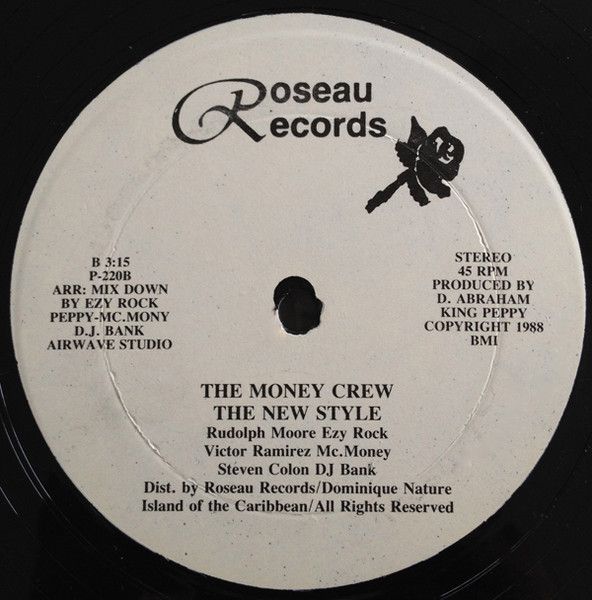 Roseau
Records
B 3:15
P-220B
ARR: MIX DOWN
BY EZY ROCK
PEPPY-MC.MONY
D.J. BANK
AIRWAVE STUDIO
STEREO
45 RPM
PRODUCED BY
D. ABRAHAM
KING PEPPY
COPYRIGHT 1988
BMI
THE MONEY CREW
THE NEW STYLE
Rudolph Moore Ezy Rock
Victor Ramirez Mc.Money
Steven Colon DJ Bank
Dist. by Roseau Records/Dominique Nature
Island of the Caribbean/All Rights Reserved